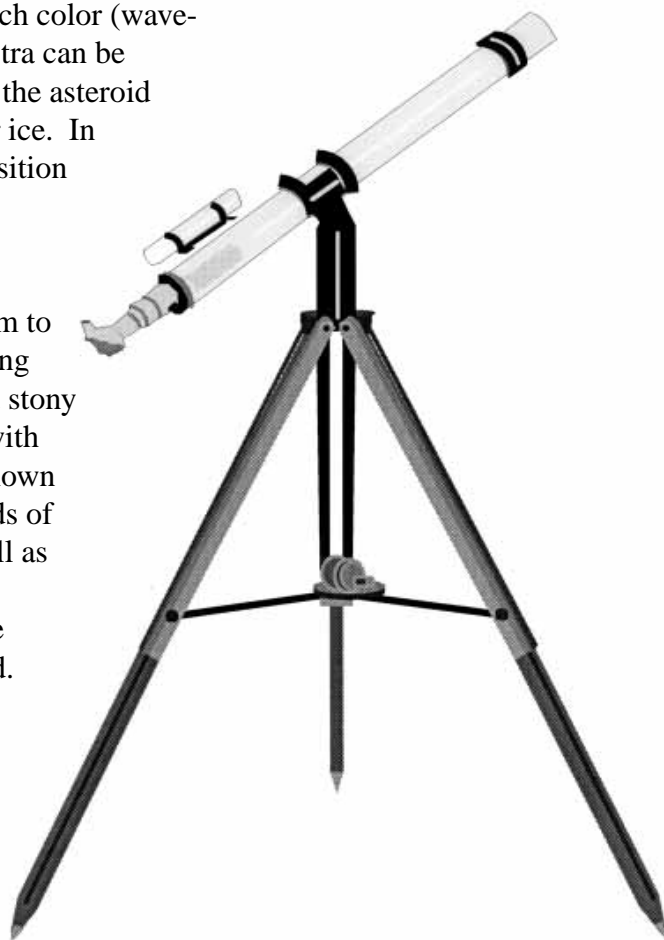 ch color (wave-
tra can be
the asteroid
ice. In
sition
m to
ng
stony
with
own
ds of
ll as
e
d.